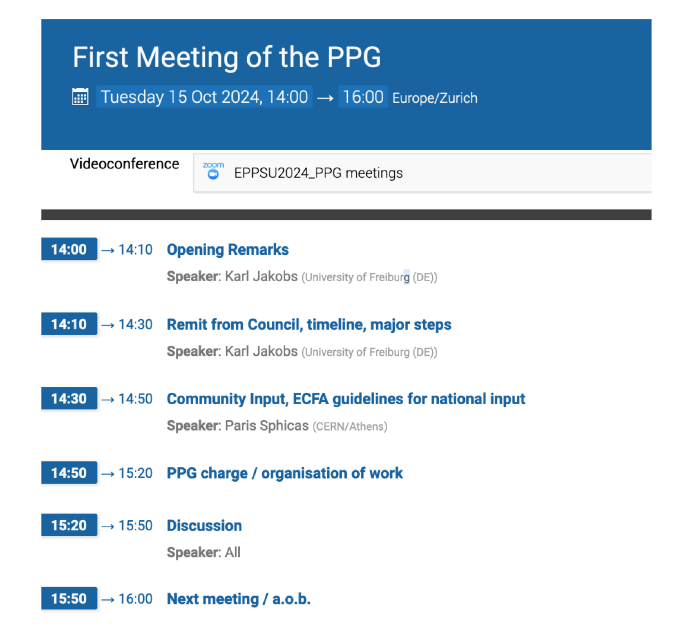 First Meeting of the PPG
Tuesday 15 Oct 2024, 14:00 → 16:00 Europe/Zurich
Videoconference zoom EPPSU2024_PPG meetings
14:00 → 14:10 Opening Remarks
Speaker: Karl Jakobs (University of Freiburg (DE))
14:10 → 14:30 Remit from Council, timeline, major steps
Speaker: Karl Jakobs (University of Freiburg (DE))
14:30 → 14:50 Community Input, ECFA guidelines for national input
Speaker: Paris Sphicas (CERN/Athens)
14:50 → 15:20 PPG charge / organisation of work
15:20 → 15:50 Discussion
Speaker: All
15:50 → 16:00 Next meeting / a.o.b.